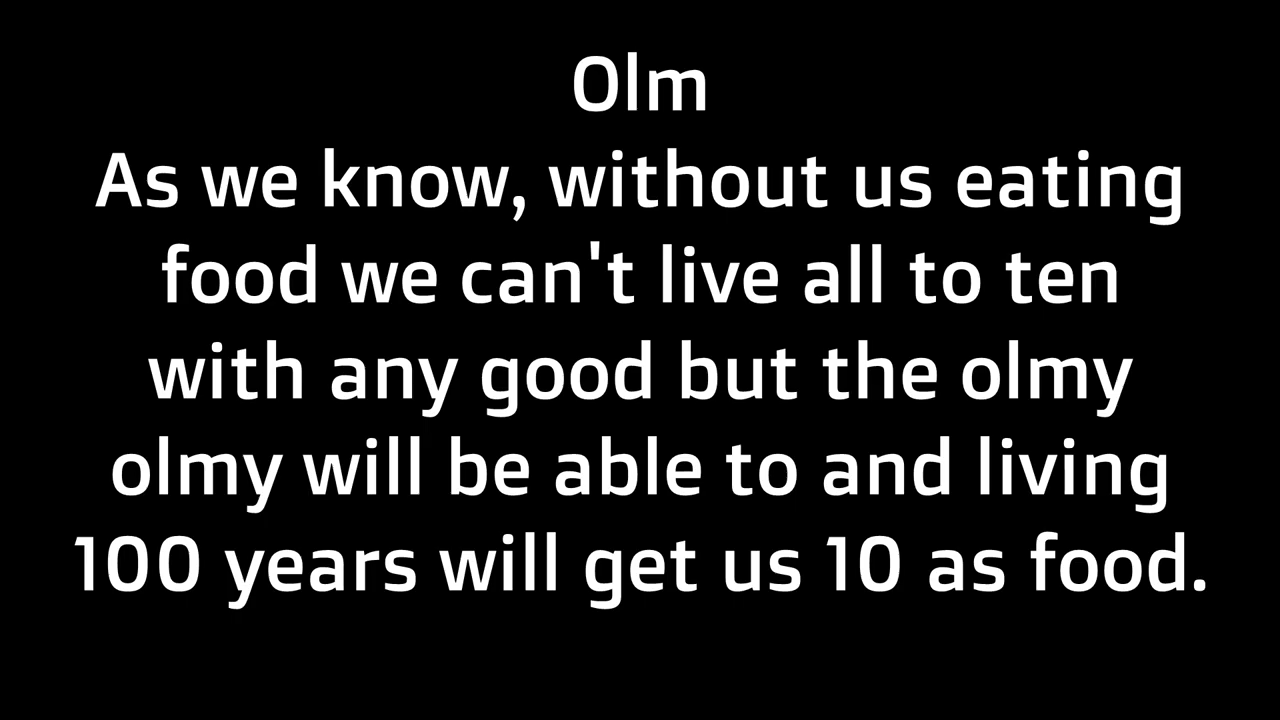 Olm
As we know, without us eating
food we can't live all to ten
with any good but the olmy
olmy will be able to and living
100 years will get us 10 as food.